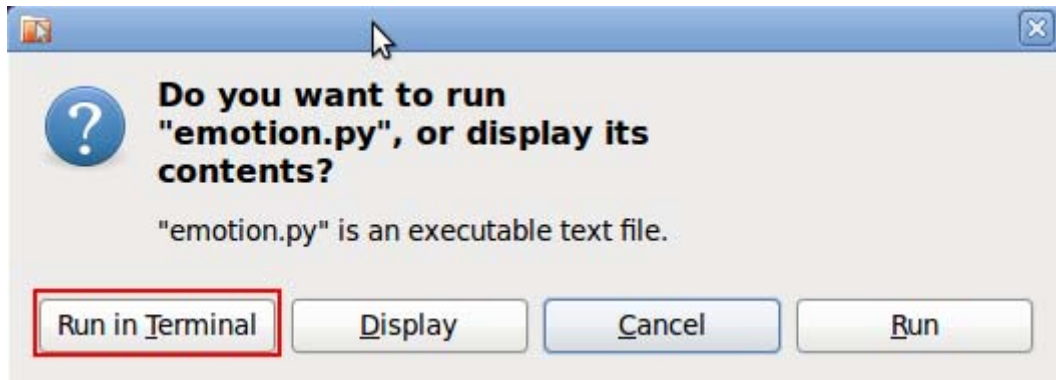 Do you want to run
"emotion.py", or display its
contents?
"emotion.py" is an executable text file.
Run in Terminal
Display
Cancel
Run